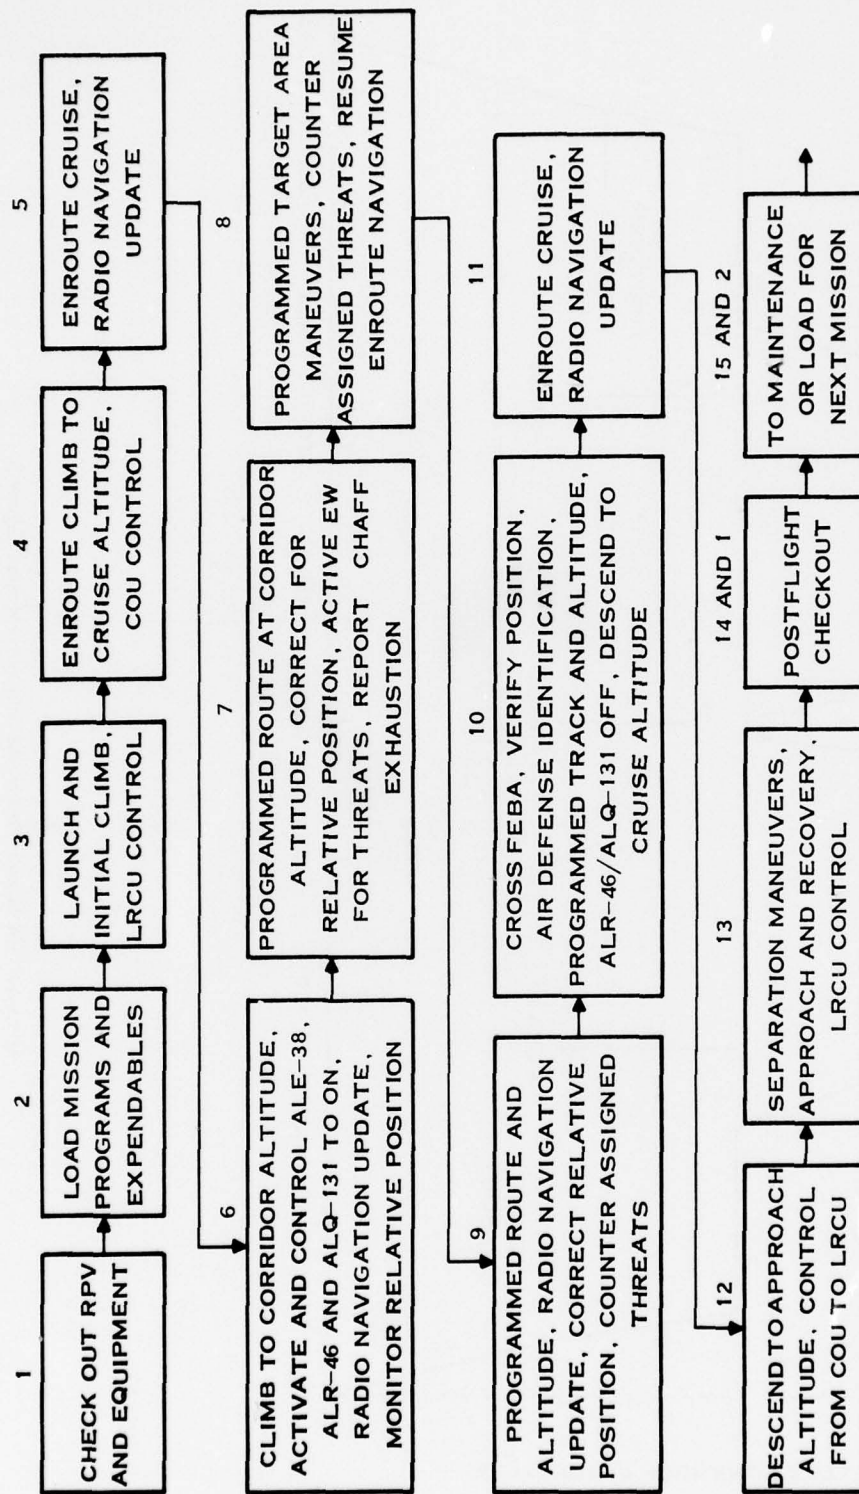 1
CHECK OUT RPV
AND EQUIPMENT
2
LOAD MISSION
PROGRAMS AND
EXPENDABLES
3
LAUNCH AND
INITIAL CLIMB,
LRCU CONTROL
4
ENROUTE CLIMB TO
CRUISE ALTITUDE,
COU CONTROL
5
ENROUTE CRUISE,
RADIO NAVIGATION
UPDATE
6
CLIMB TO CORRIDOR ALTITUDE,
ACTIVATE AND CONTROL ALE-38,
ALR-46 AND ALQ-131 TO ON,
RADIO NAVIGATION UPDATE,
MONITOR RELATIVE POSITION
7
PROGRAMMED ROUTE AT CORRIDOR
ALTITUDE, CORRECT FOR
RELATIVE POSITION, ACTIVE EW
FOR THREATS, REPORT CHAFF
EXHAUSTION
8
PROGRAMMED TARGET AREA
MANEUVERS, COUNTER
ASSIGNED THREATS, RESUME
ENROUTE NAVIGATION
9
PROGRAMMED ROUTE AND
ALTITUDE, RADIO NAVIGATION
UPDATE, CORRECT RELATIVE
POSITION, COUNTER ASSIGNED
THREATS
10
CROSS FEBA, VERIFY POSITION,
AIR DEFENSE IDENTIFICATION,
PROGRAMMED TRACK AND ALTITUDE,
ALR-46/ALQ-131 OFF, DESCEND TO
CRUISE ALTITUDE
11
ENROUTE CRUISE,
RADIO NAVIGATION
UPDATE
12
DESCEND TO APPROACH
ALTITUDE, CONTROL
FROM COU TO LRCU
13
SEPARATION MANEUVERS,
APPROACH AND RECOVERY,
LRCU CONTROL
14 AND 1
POSTFLIGHT
CHECKOUT
15 AND 2
TO MAINTENANCE
OR LOAD FOR
NEXT MISSION